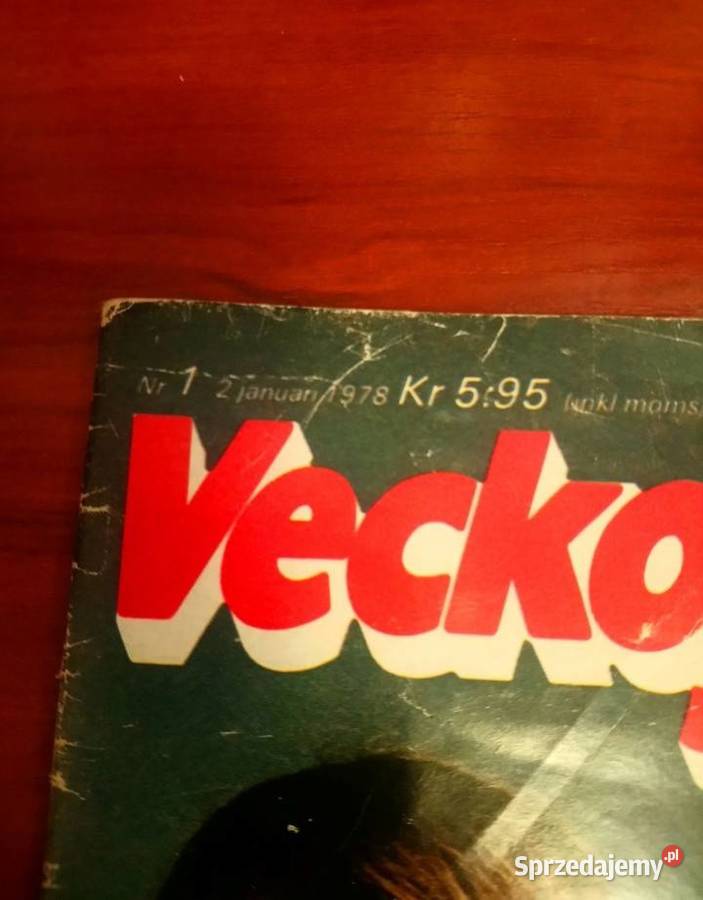 Nr 1 2 januari 1978 Kr 5:95 (inkl moms)
Vecko
Sprzedajemy.pl